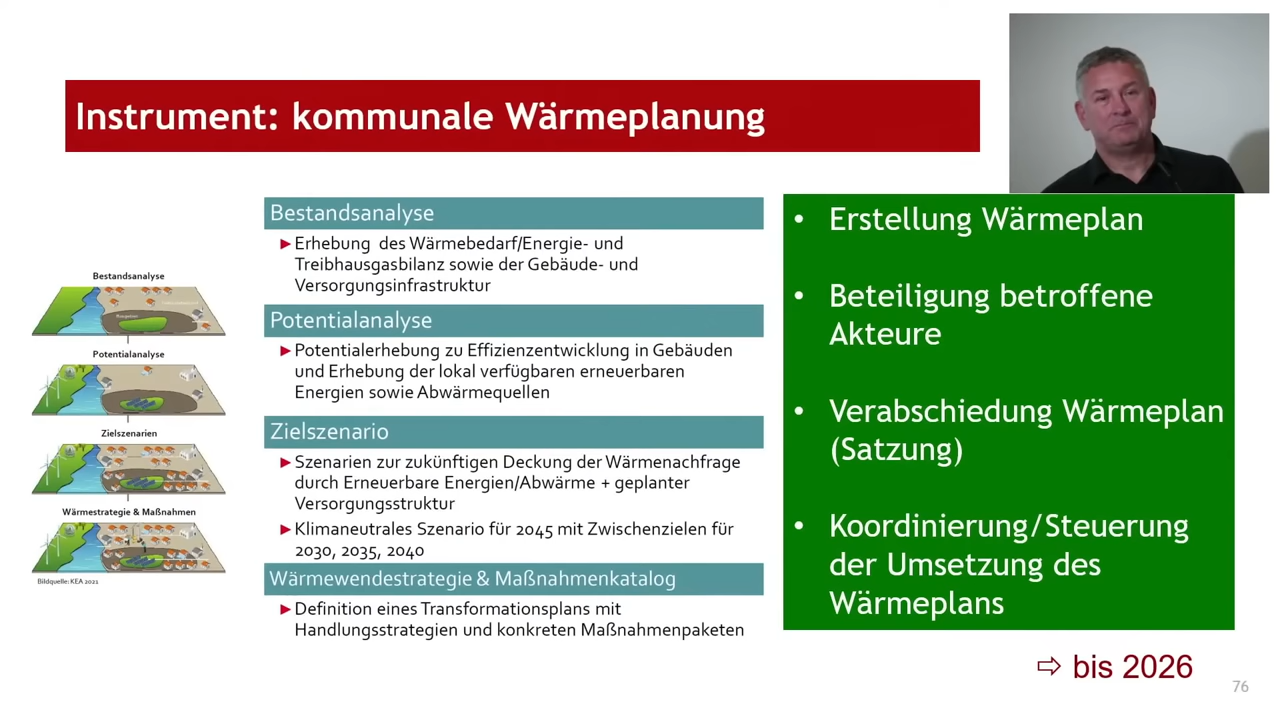 Instrument: kommunale Wärmeplanung
Bestandsanalyse
Potentialanalyse
Zielszenarien
Wärmestrategie & Maßnahmen
Bildquelle: KEA 2021
Bestandsanalyse
▶ Erhebung des Wärmebedarf/Energie- und
Treibhausgasbilanz sowie der Gebäude- und
Versorgungsinfrastruktur
Potentialanalyse
▶ Potentialerhebung zu Effizienzentwicklung in Gebäuden
und Erhebung der lokal verfügbaren erneuerbaren
Energien sowie Abwärmequellen
Zielszenario
▶ Szenarien zur zukünftigen Deckung der Wärmenachfrage
durch Erneuerbare Energien/Abwärme + geplanter
Versorgungsstruktur
▶ Klimaneutrales Szenario für 2045 mit Zwischenzielen für
2030, 2035, 2040
Wärmewendestrategie & Maßnahmenkatalog
▶ Definition eines Transformationsplans mit
Handlungsstrategien und konkreten Maßnahmenpaketen
• Erstellung Wärmeplan
• Beteiligung betroffene
Akteure
• Verabschiedung Wärmeplan
(Satzung)
• Koordinierung/Steuerung
der Umsetzung des
Wärmeplans
⇨ bis 2026
76